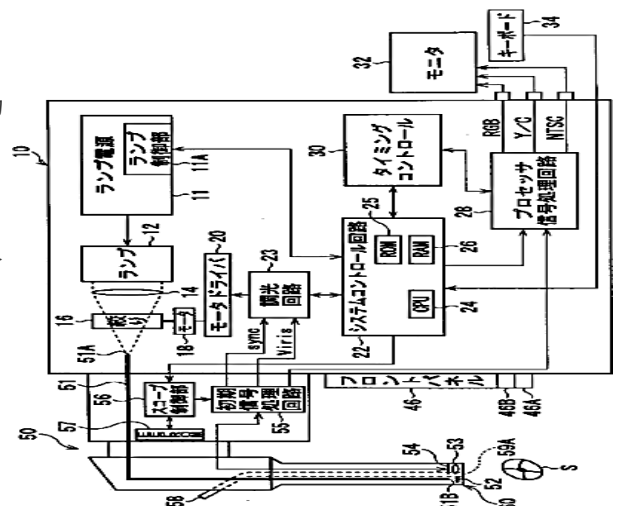 10
ランプ電源
ランプ
制御部
11A
11
ランプ
12
14
16
絞り
モータ
18
モータドライバ
20
調光
回路
23
sync
Viris
51A
51
スコープ
制御部
56
57
初期
信号
処理
回路
55
50
58
システムコントロール回路
22
ROM
25
RAM
26
CPU
24
タイミング
コントロール
30
プロセッサ
信号処理回路
28
RGB
Y/C
NTSC
モニタ
32
キーボード
34
フロントパネル
46
46B
46A
54
53
59A
52
51B
60
S